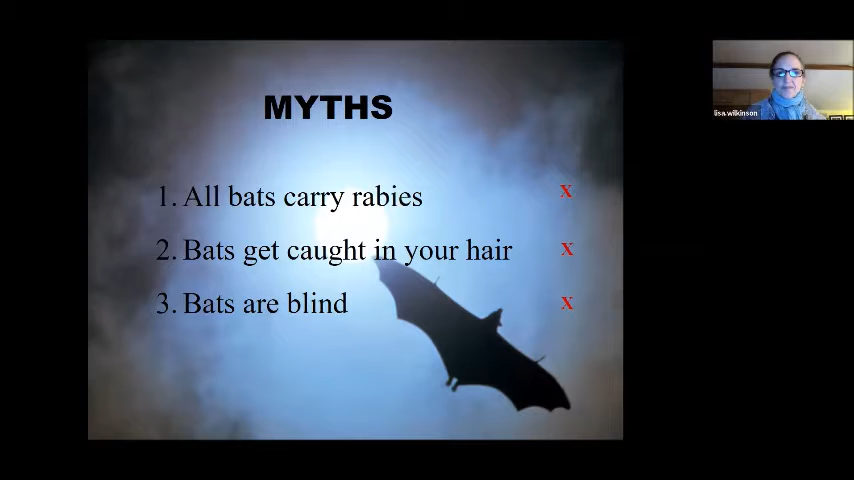 MYTHS
1. All bats carry rabies x
2. Bats get caught in your hair x
3. Bats are blind x
lisa.wilkinson